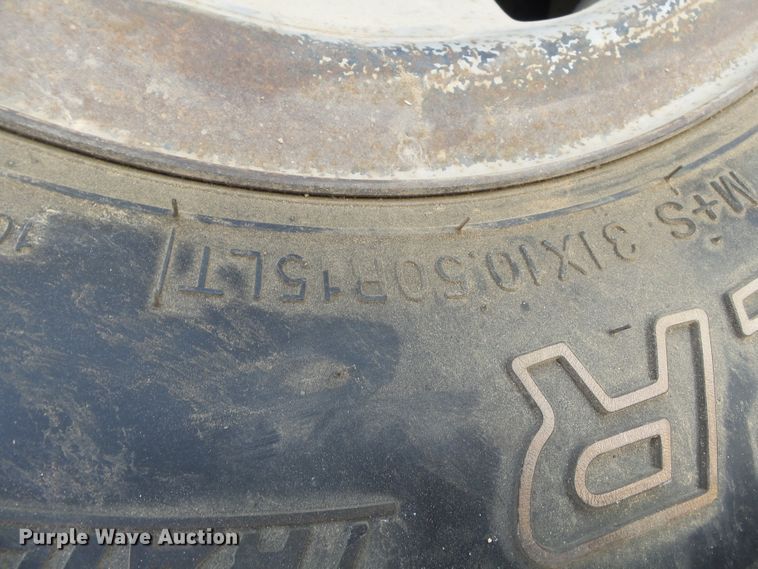 M+S 31X10.50R15LT
R
Purple Wave Auction